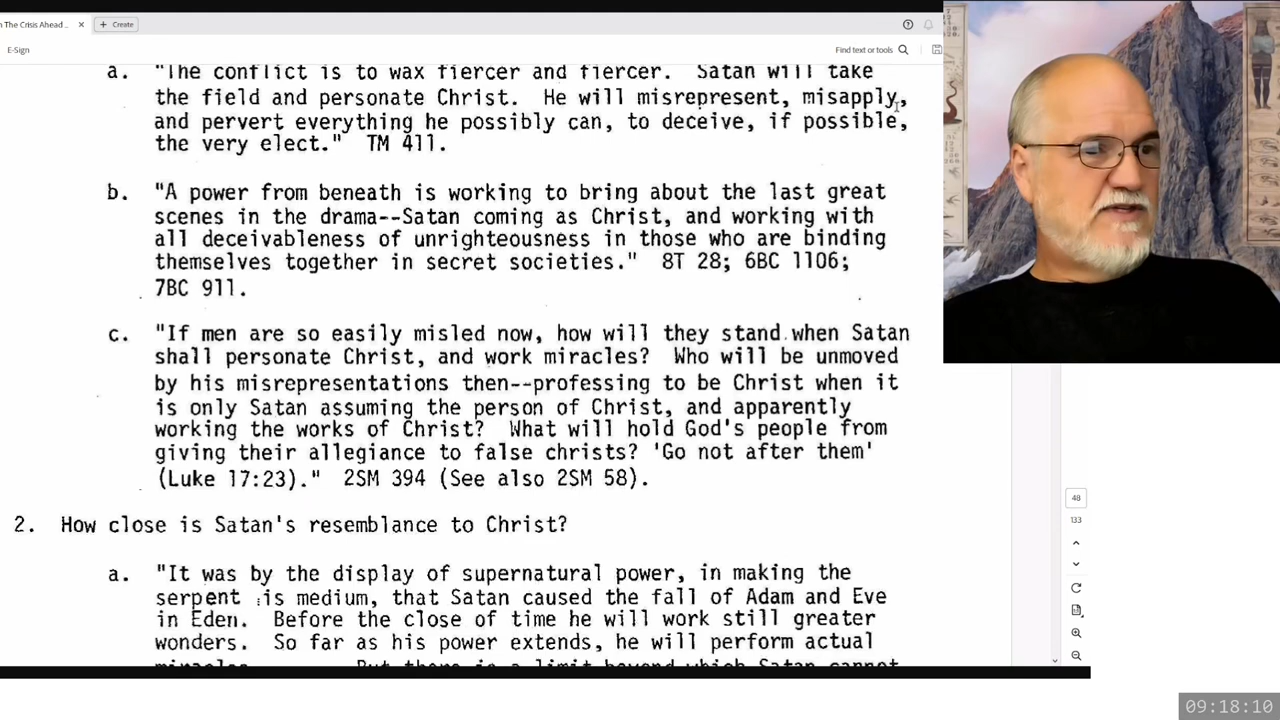 The Crisis Ahead ..
× + Create
E-Sign
Find text or tools
a. "The conflict is to wax fiercer and fiercer. Satan will take
the field and personate Christ. He will misrepresent, misapply,
and pervert everything he possibly can, to deceive, if possible,
the very elect." TM 411.
b. "A power from beneath is working to bring about the last great
scenes in the drama--Satan coming as Christ, and working with
all deceivableness of unrighteousness in those who are binding
themselves together in secret societies." 8T 28; 6BC 1106;
7BC 911.
c. "If men are so easily misled now, how will they stand when Satan
shall personate Christ, and work miracles? Who will be unmoved
by his misrepresentations then--professing to be Christ when it
is only Satan assuming the person of Christ, and apparently
working the works of Christ? What will hold God's people from
giving their allegiance to false christs? 'Go not after them'
(Luke 17:23)." 2SM 394 (See also 2SM 58).
2. How close is Satan's resemblance to Christ?
a. "It was by the display of supernatural power, in making the
serpent is medium, that Satan caused the fall of Adam and Eve
in Eden. Before the close of time he will work still greater
wonders. So far as his power extends, he will perform actual
miracles But there is a limit beyond which Satan cannot
48
133
09:18:10